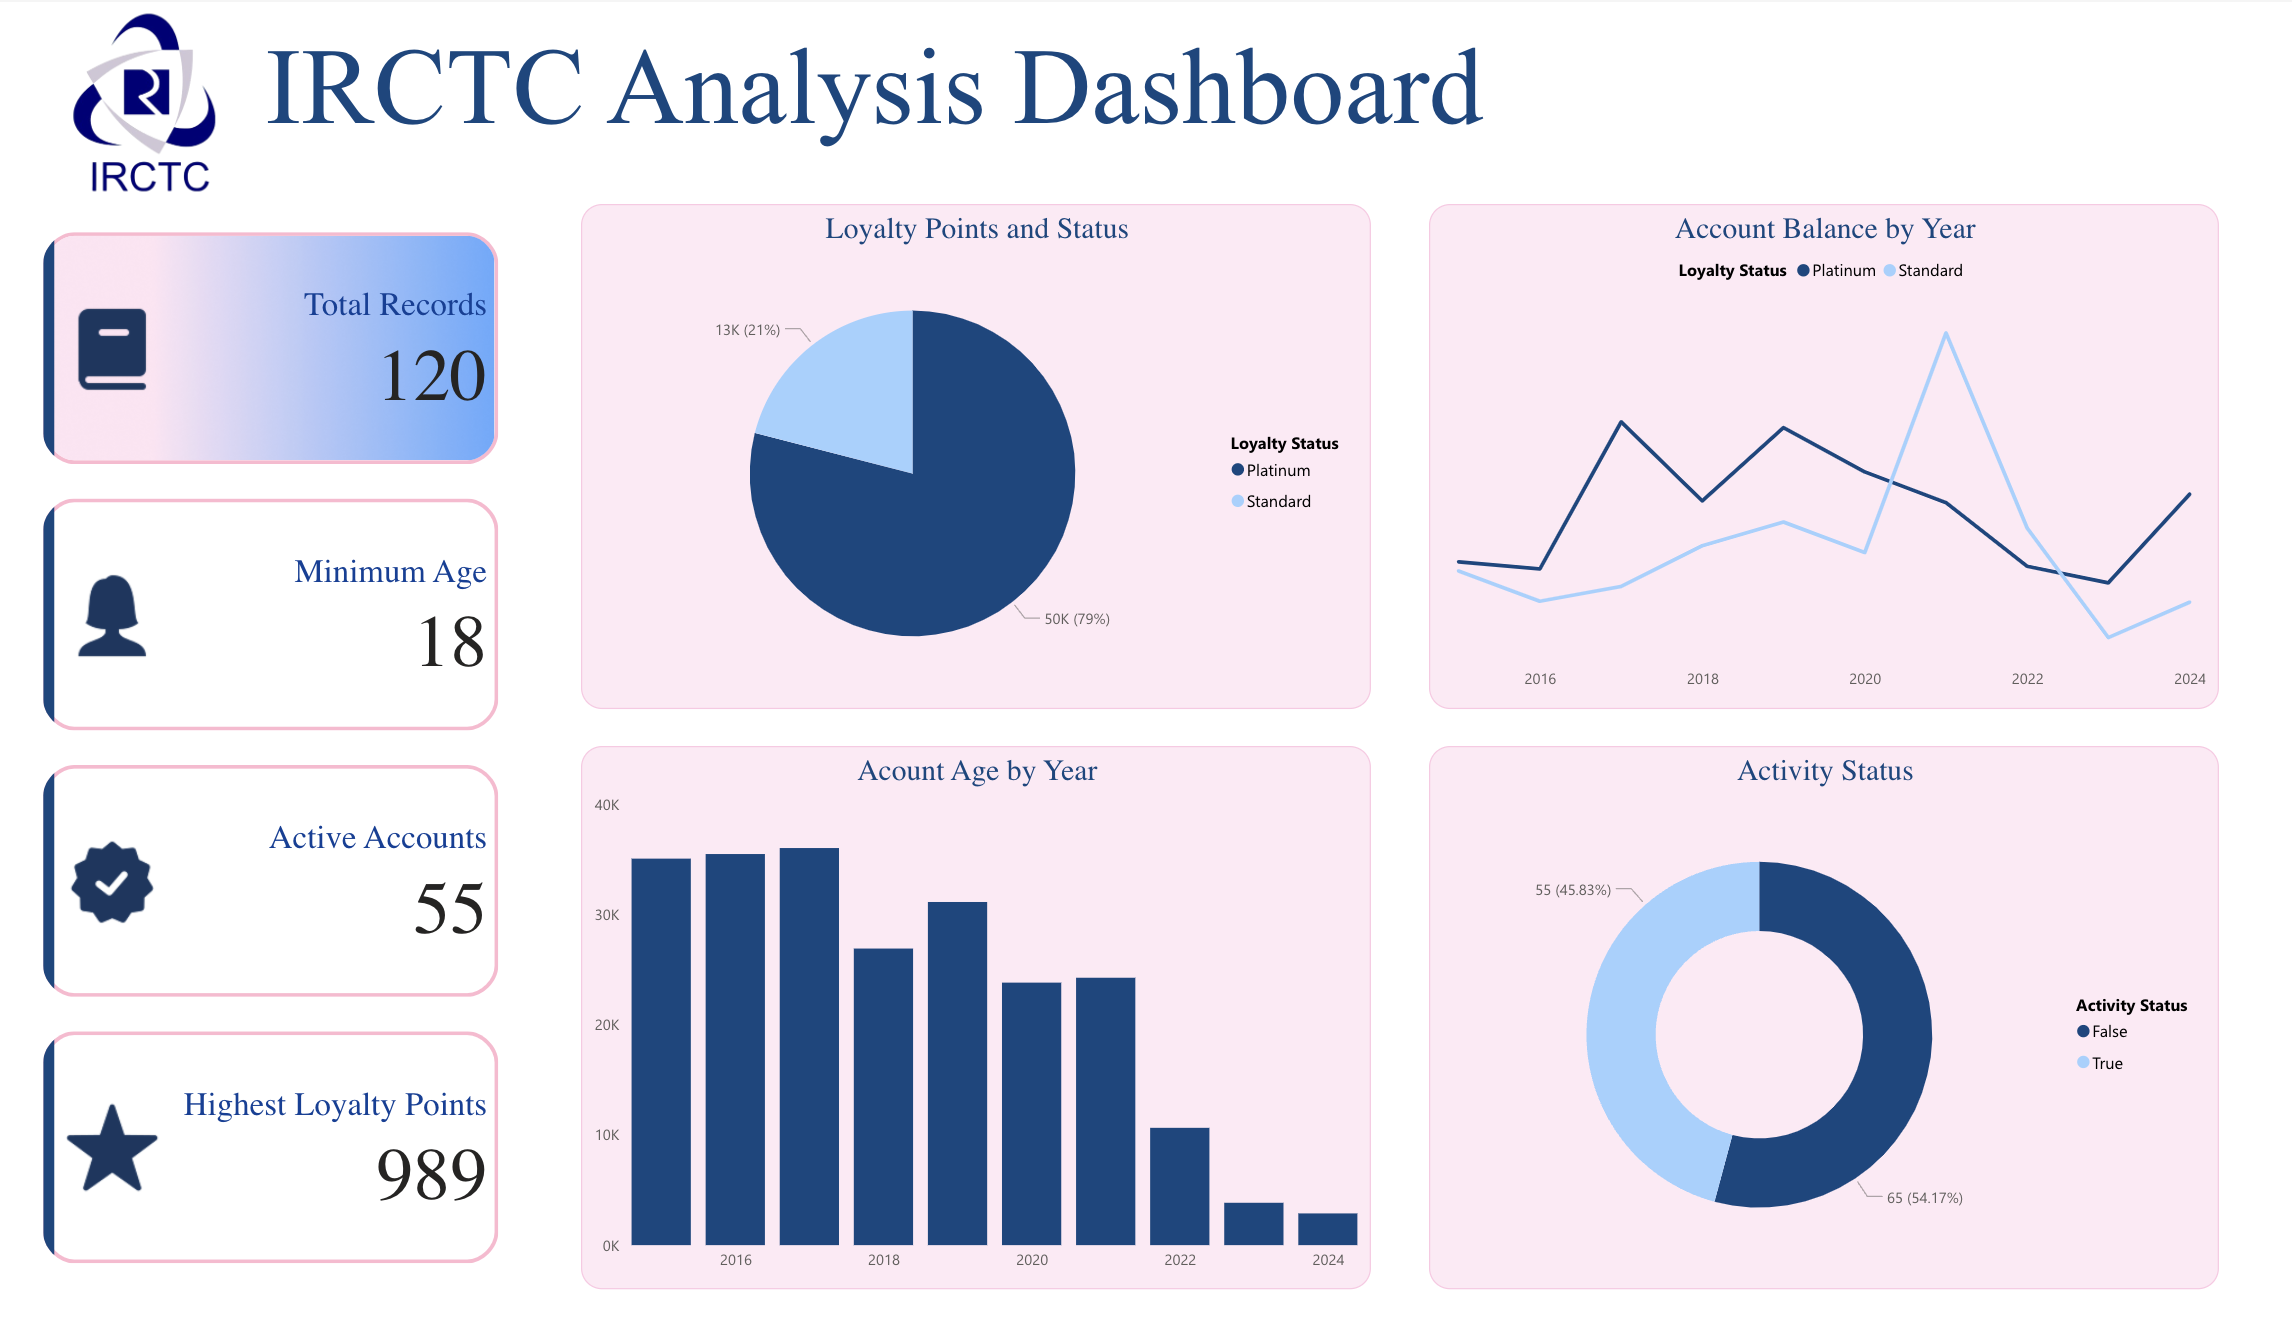 IRCTC
IRCTC Analysis Dashboard
Total Records
120
Minimum Age
18
Active Accounts
55
Highest Loyalty Points
989
Loyalty Points and Status
13K (21%)
50K (79%)
Loyalty Status
Platinum
Standard
Account Balance by Year
Loyalty Status Platinum Standard
2016 2018 2020 2022 2024
Acount Age by Year
40K
30K
20K
10K
0K
2016 2018 2020 2022 2024
Activity Status
55 (45.83%)
65 (54.17%)
Activity Status
False
True